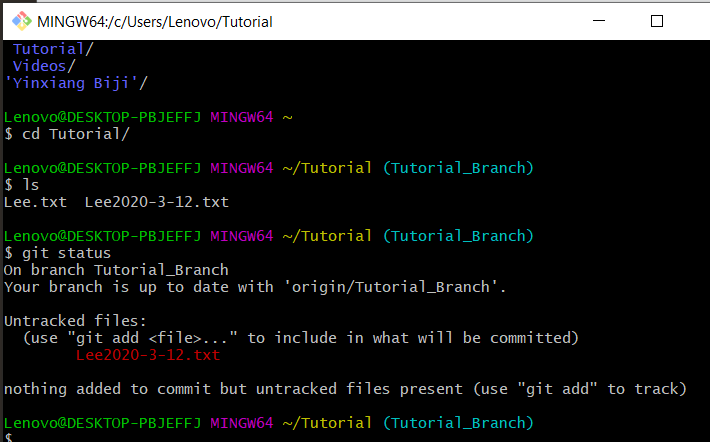 MINGW64:/c/Users/Lenovo/Tutorial
Tutorial/
Videos/
'Yinxiang Biji'/
Lenovo@DESKTOP-PBJEFFJ MINGW64 ~
$ cd Tutorial/
Lenovo@DESKTOP-PBJEFFJ MINGW64 ~/Tutorial (Tutorial_Branch)
$ ls
Lee.txt  Lee2020-3-12.txt
Lenovo@DESKTOP-PBJEFFJ MINGW64 ~/Tutorial (Tutorial_Branch)
$ git status
On branch Tutorial_Branch
Your branch is up to date with 'origin/Tutorial_Branch'.
Untracked files:
  (use "git add <file>..." to include in what will be committed)
        Lee2020-3-12.txt
nothing added to commit but untracked files present (use "git add" to track)
Lenovo@DESKTOP-PBJEFFJ MINGW64 ~/Tutorial (Tutorial_Branch)
$